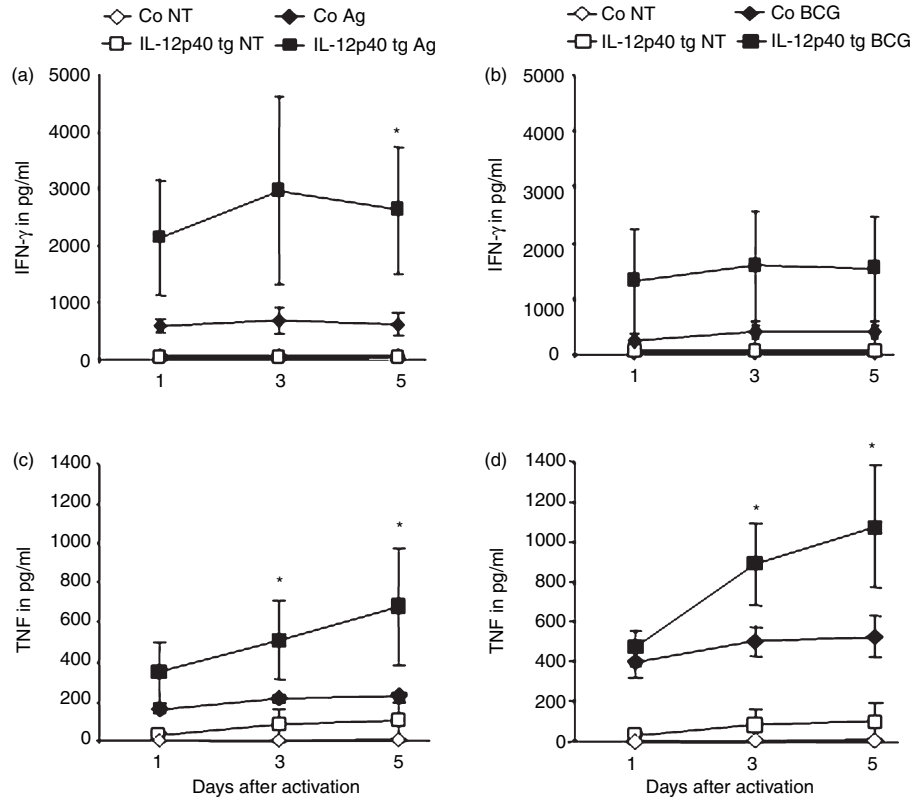 Co NT Co Ag
IL-12p40 tg NT IL-12p40 tg Ag
Co NT Co BCG
IL-12p40 tg NT IL-12p40 tg BCG
(a)
IFN-γ in pg/ml
5000
4000
3000
2000
1000
0
*
1 3 5
(b)
IFN-γ in pg/ml
5000
4000
3000
2000
1000
0
1 3 5
(c)
TNF in pg/ml
1400
1200
1000
800
600
400
200
0
* *
1 3 5
Days after activation
(d)
TNF in pg/ml
1400
1200
1000
800
600
400
200
0
* *
1 3 5
Days after activation